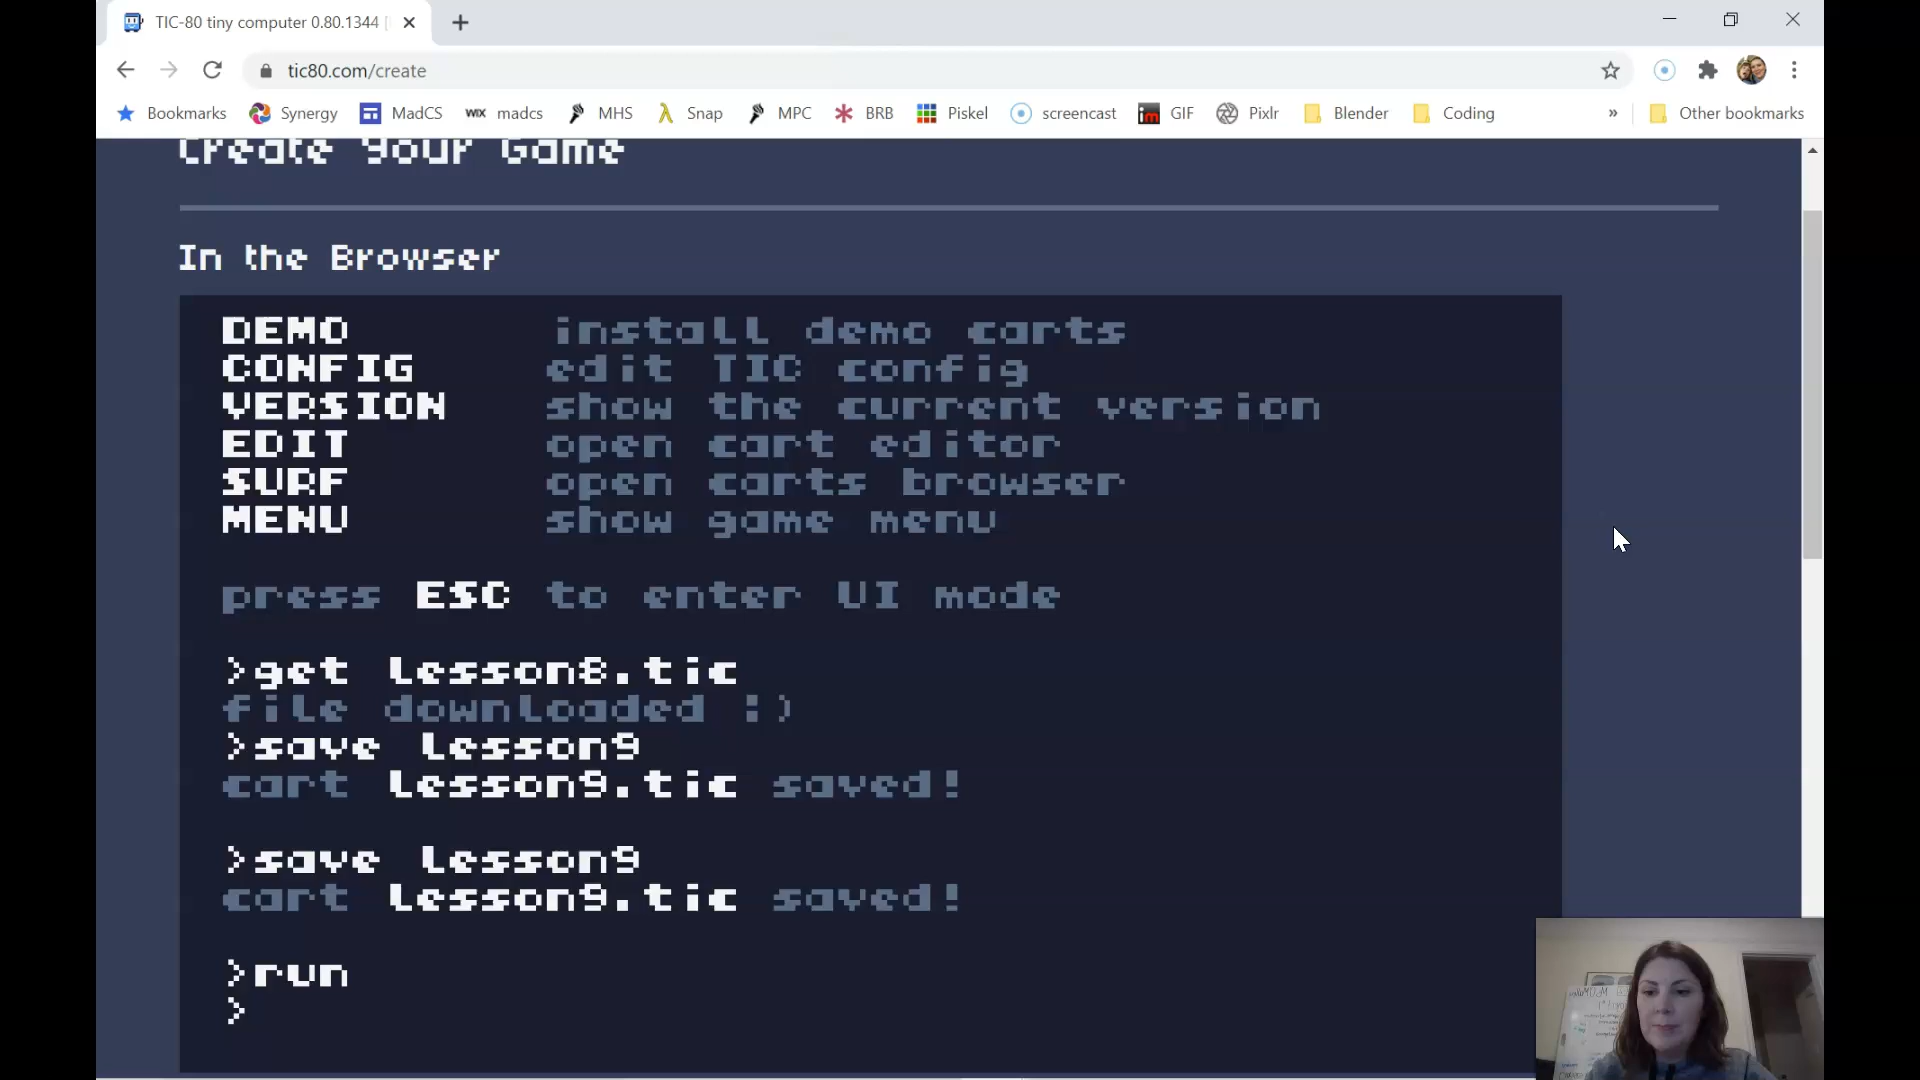 TIC-80 tiny computer 0.80.1344
tic80.com/create
Bookmarks Synergy MadCS WIX madcs MHS Snap MPC BRB Piskel screencast im GIF Pixlr Blender Coding » Other bookmarks
Create your Game
In the Browser
DEMO install demo carts
CONFIG edit TIC config
VERSION show the current version
EDIT open cart editor
SURF open carts browser
MENU show game menu
press ESC to enter UI mode
>get lesson8.tic
file downloaded :)
>save lesson9
cart lesson9.tic saved!
>save lesson9
cart lesson9.tic saved!
>run
>